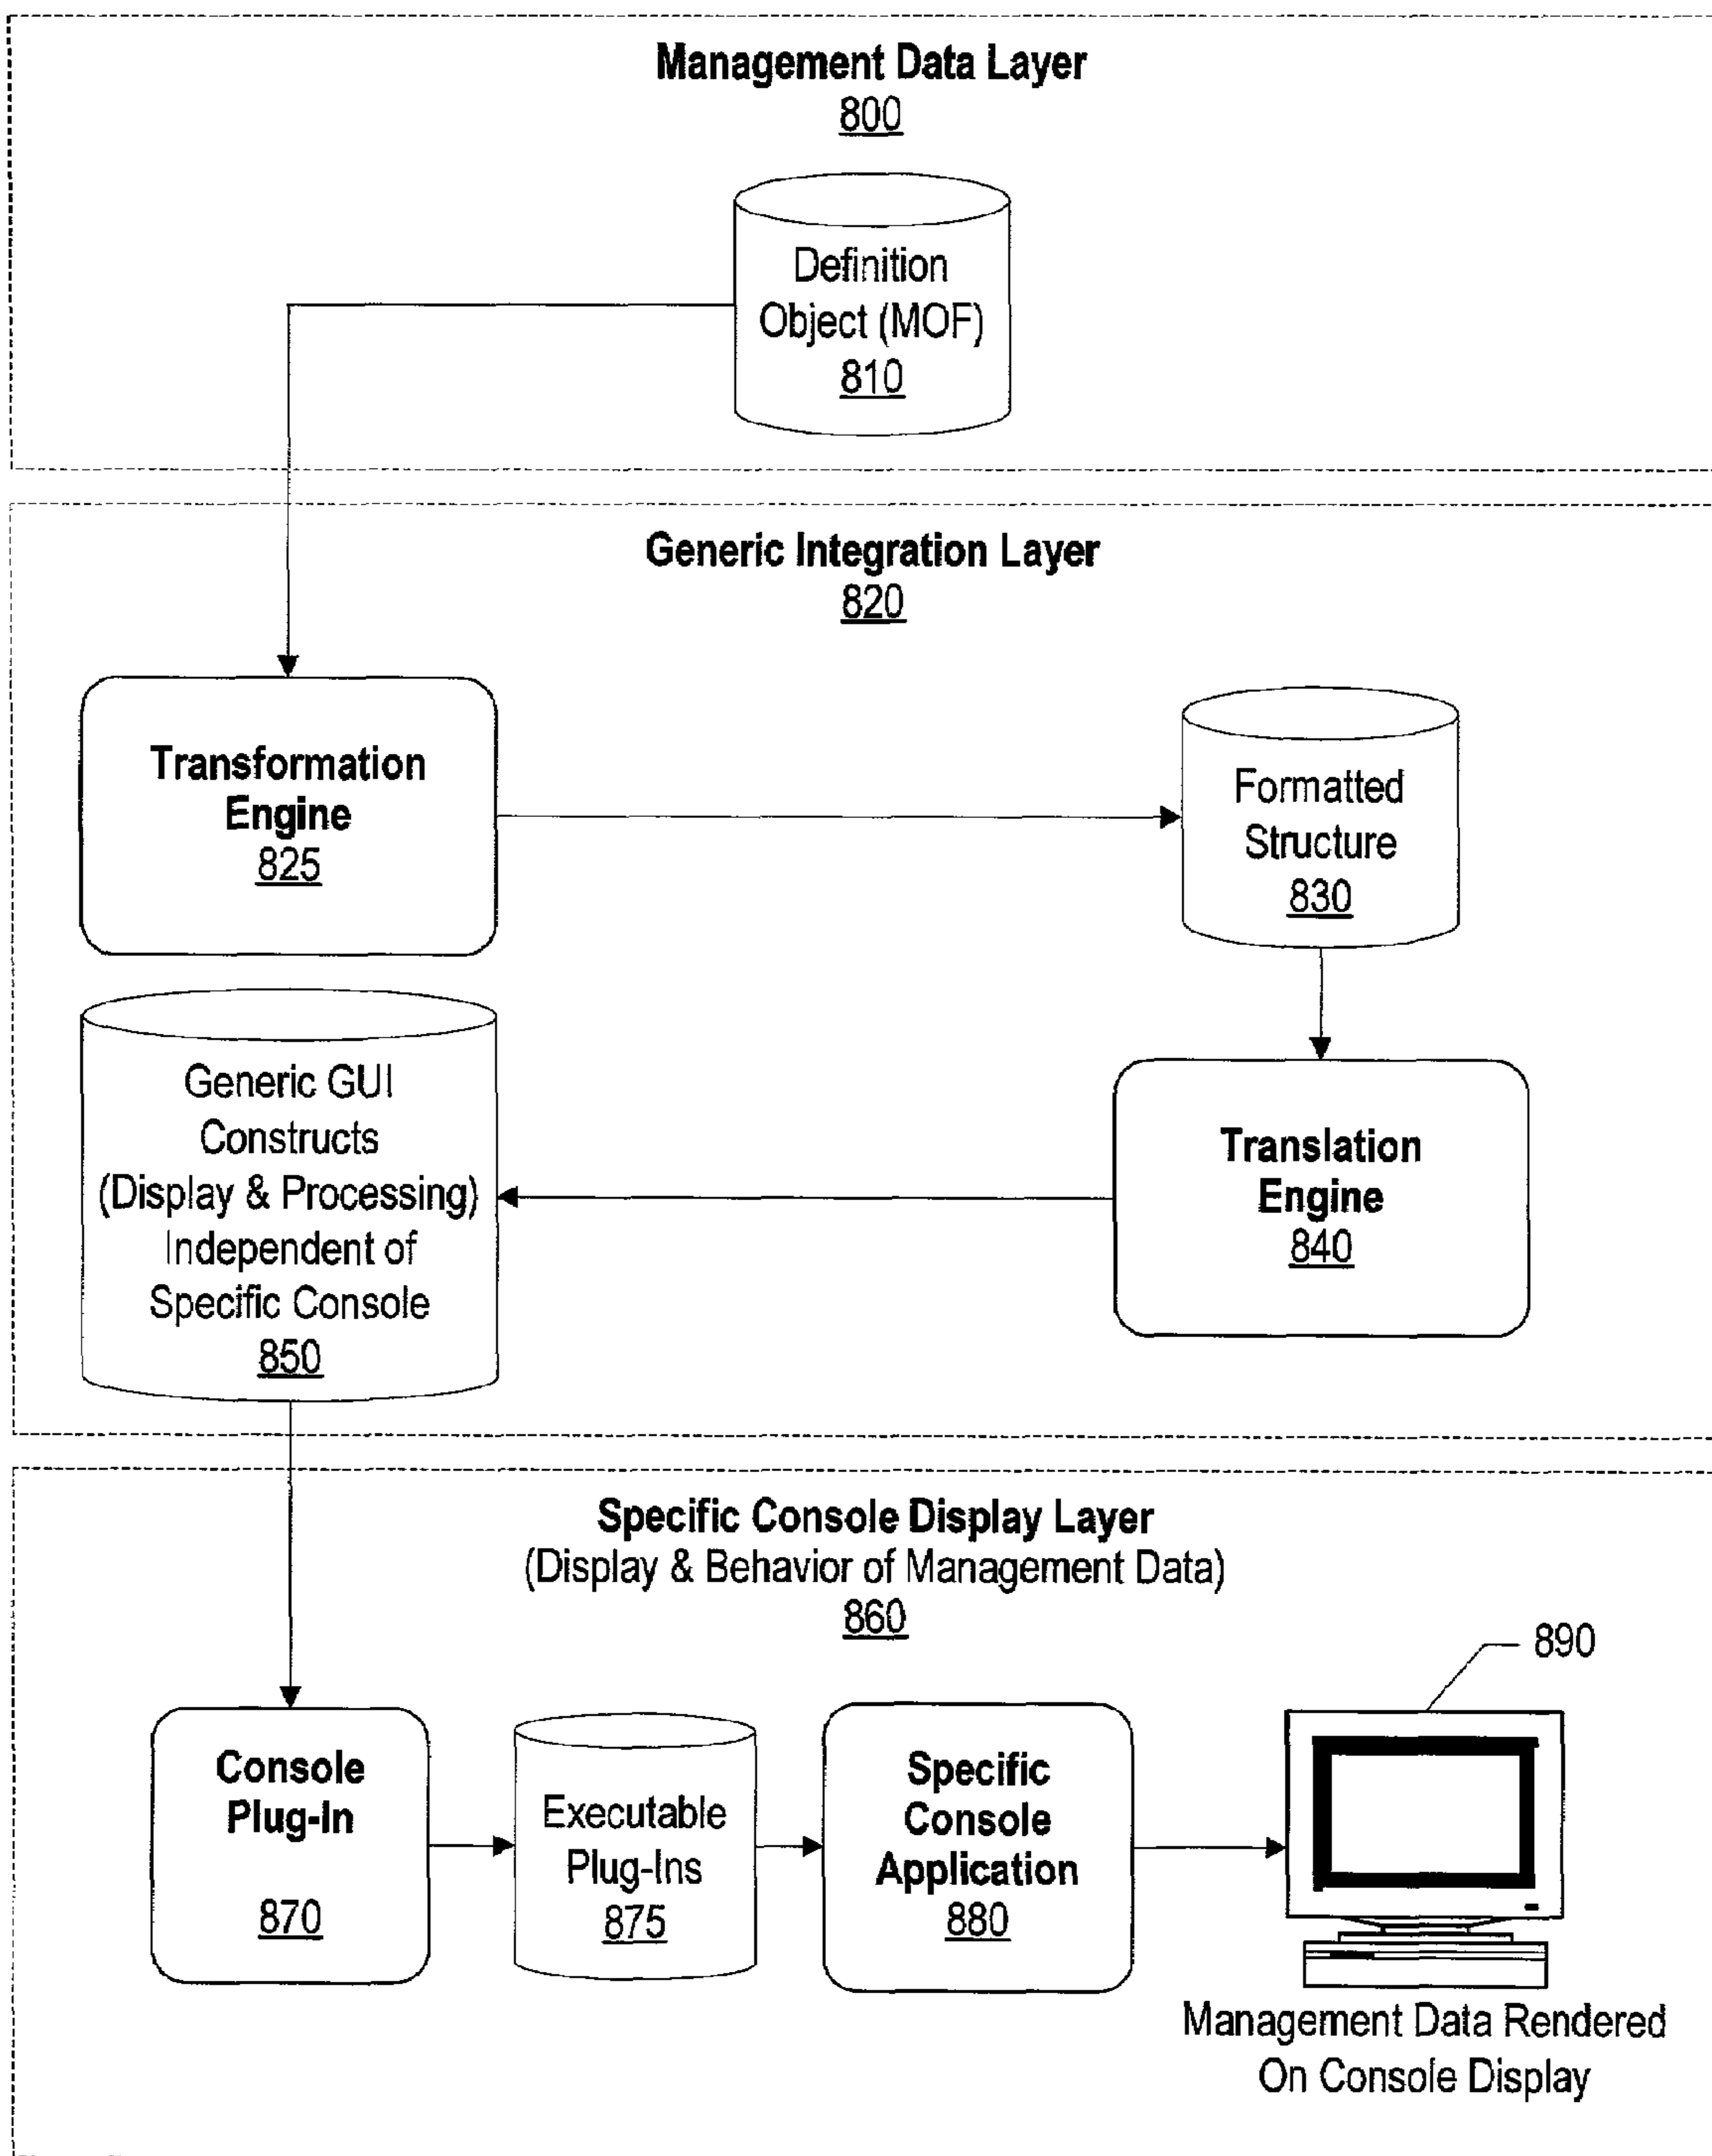 Management Data Layer
800
Definition
Object (MOF)
810
Generic Integration Layer
820
Transformation
Engine
825
Formatted
Structure
830
Generic GUI
Constructs
(Display & Processing)
Independent of
Specific Console
850
Translation
Engine
840
Specific Console Display Layer
(Display & Behavior of Management Data)
860
890
Console
Plug-In
870
Executable
Plug-Ins
875
Specific
Console
Application
880
Management Data Rendered
On Console Display